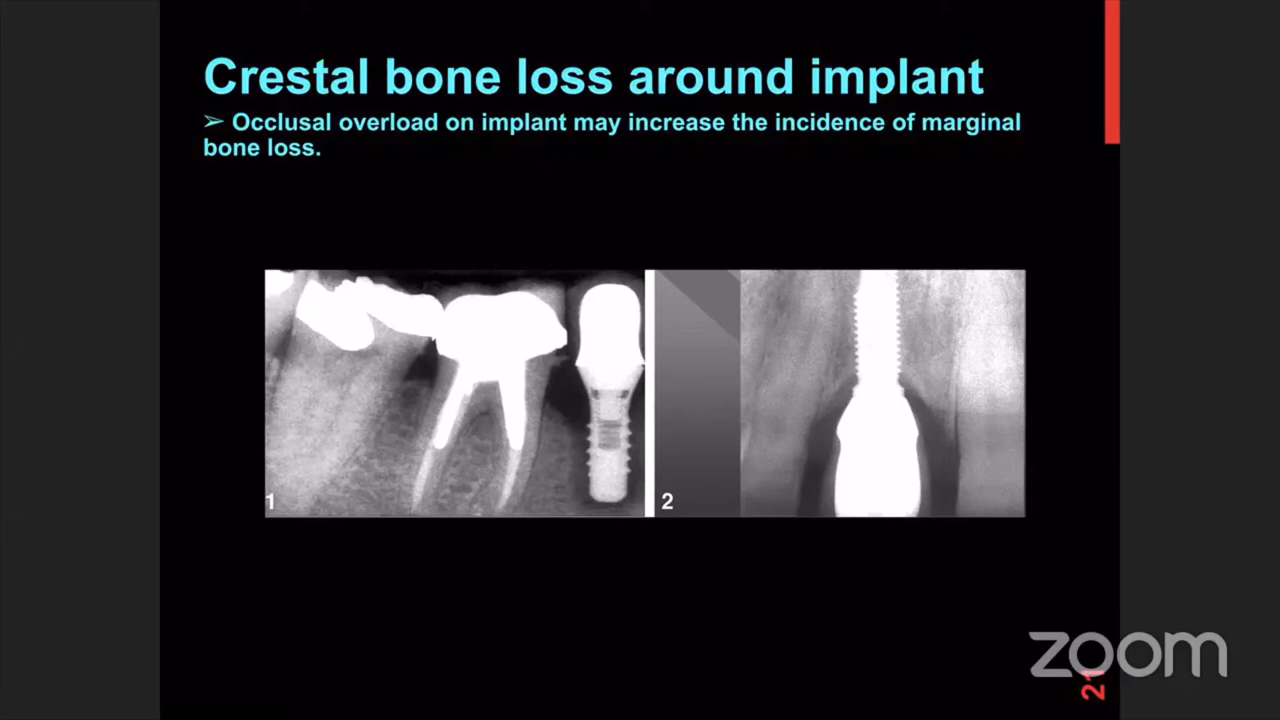 Crestal bone loss around implant
➢ Occlusal overload on implant may increase the incidence of marginal
bone loss.
1
2
zoom
21